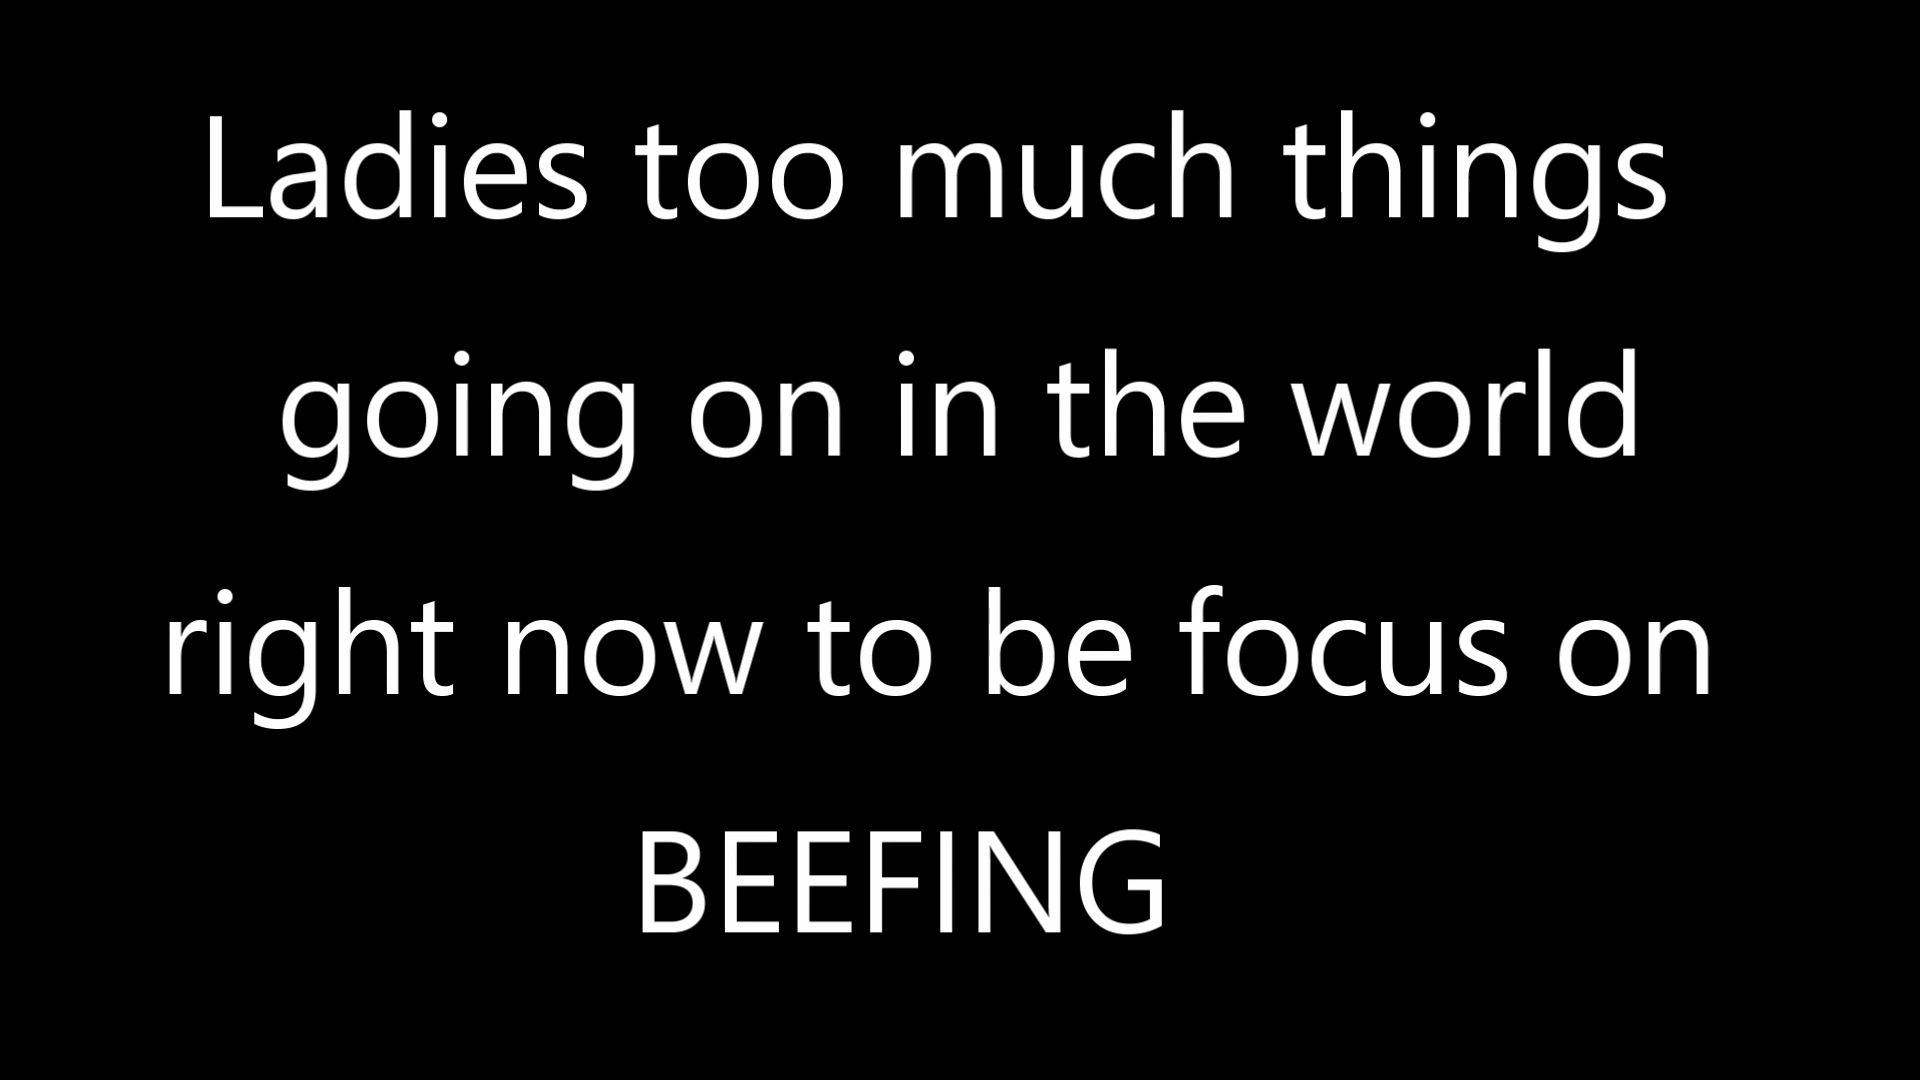 Ladies too much things
going on in the world
right now to be focus on
BEEFING